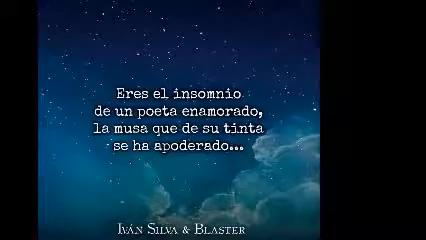 Eres el insomnio
de un poeta enamorado,
la musa que de su tinta
se ha apoderado...
Iván Silva & Blaster